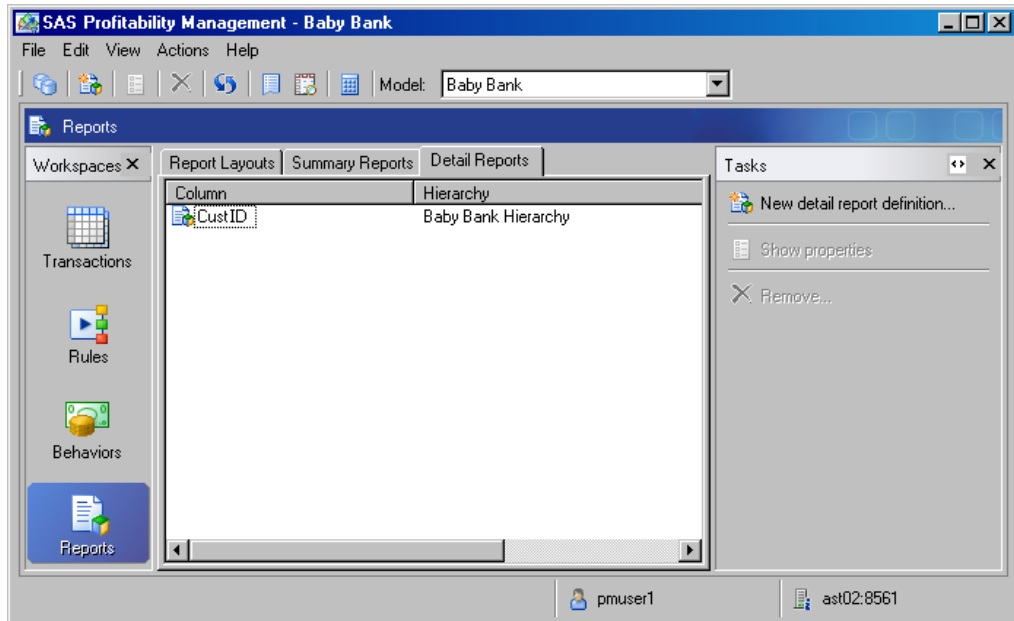 SAS Profitability Management - Baby Bank
File Edit View Actions Help
Model: Baby Bank
Reports
Workspaces
Report Layouts Summary Reports Detail Reports
Tasks
Column Hierarchy
CustID Baby Bank Hierarchy
New detail report definition...
Show properties
Remove...
Transactions
Rules
Behaviors
Reports
pmuser1 ast02:8561